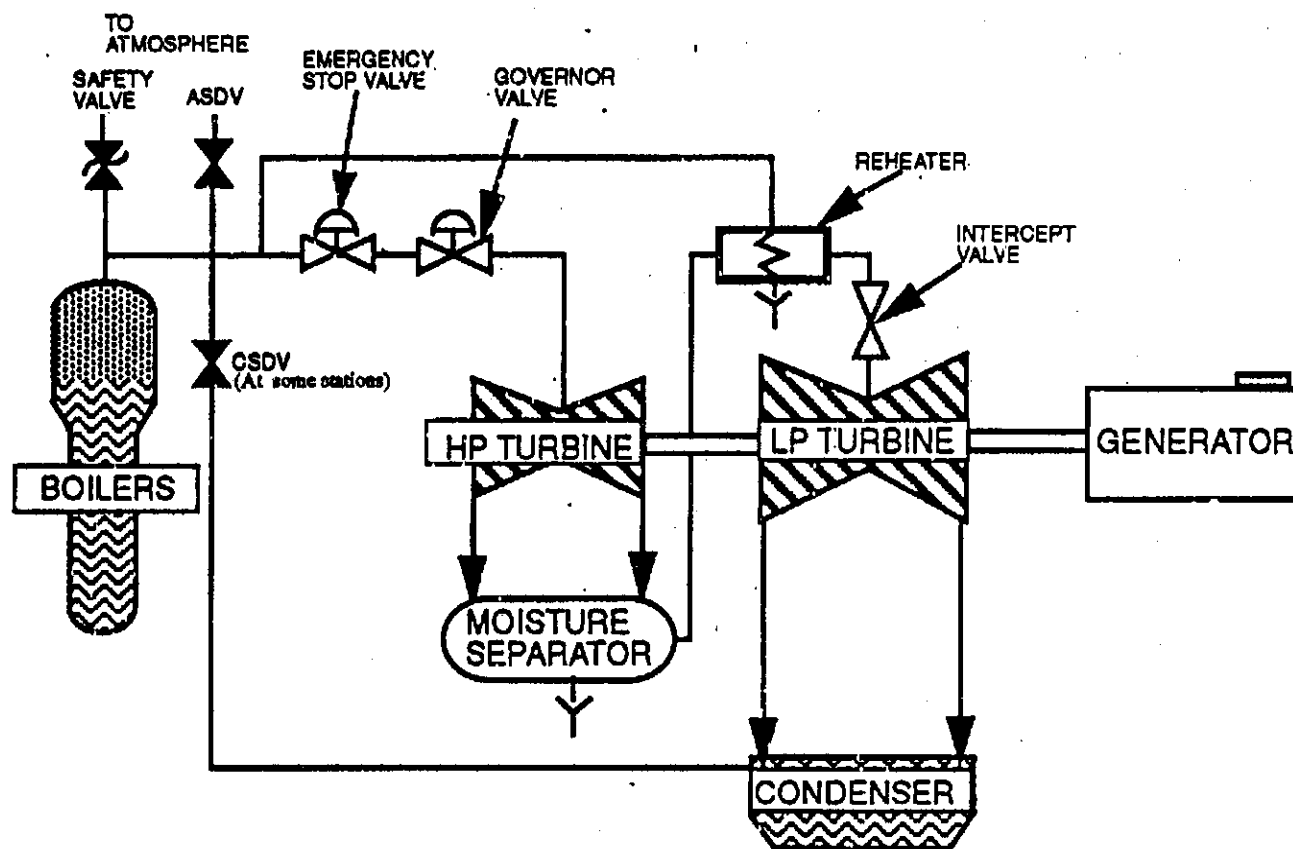 TO
ATMOSPHERE
SAFETY
VALVE
ASDV
EMERGENCY
STOP VALVE
GOVERNOR
VALVE
REHEATER
INTERCEPT
VALVE
CSDV
(At some stations)
HP TURBINE
LP TURBINE
GENERATOR
BOILERS
MOISTURE
SEPARATOR
CONDENSER